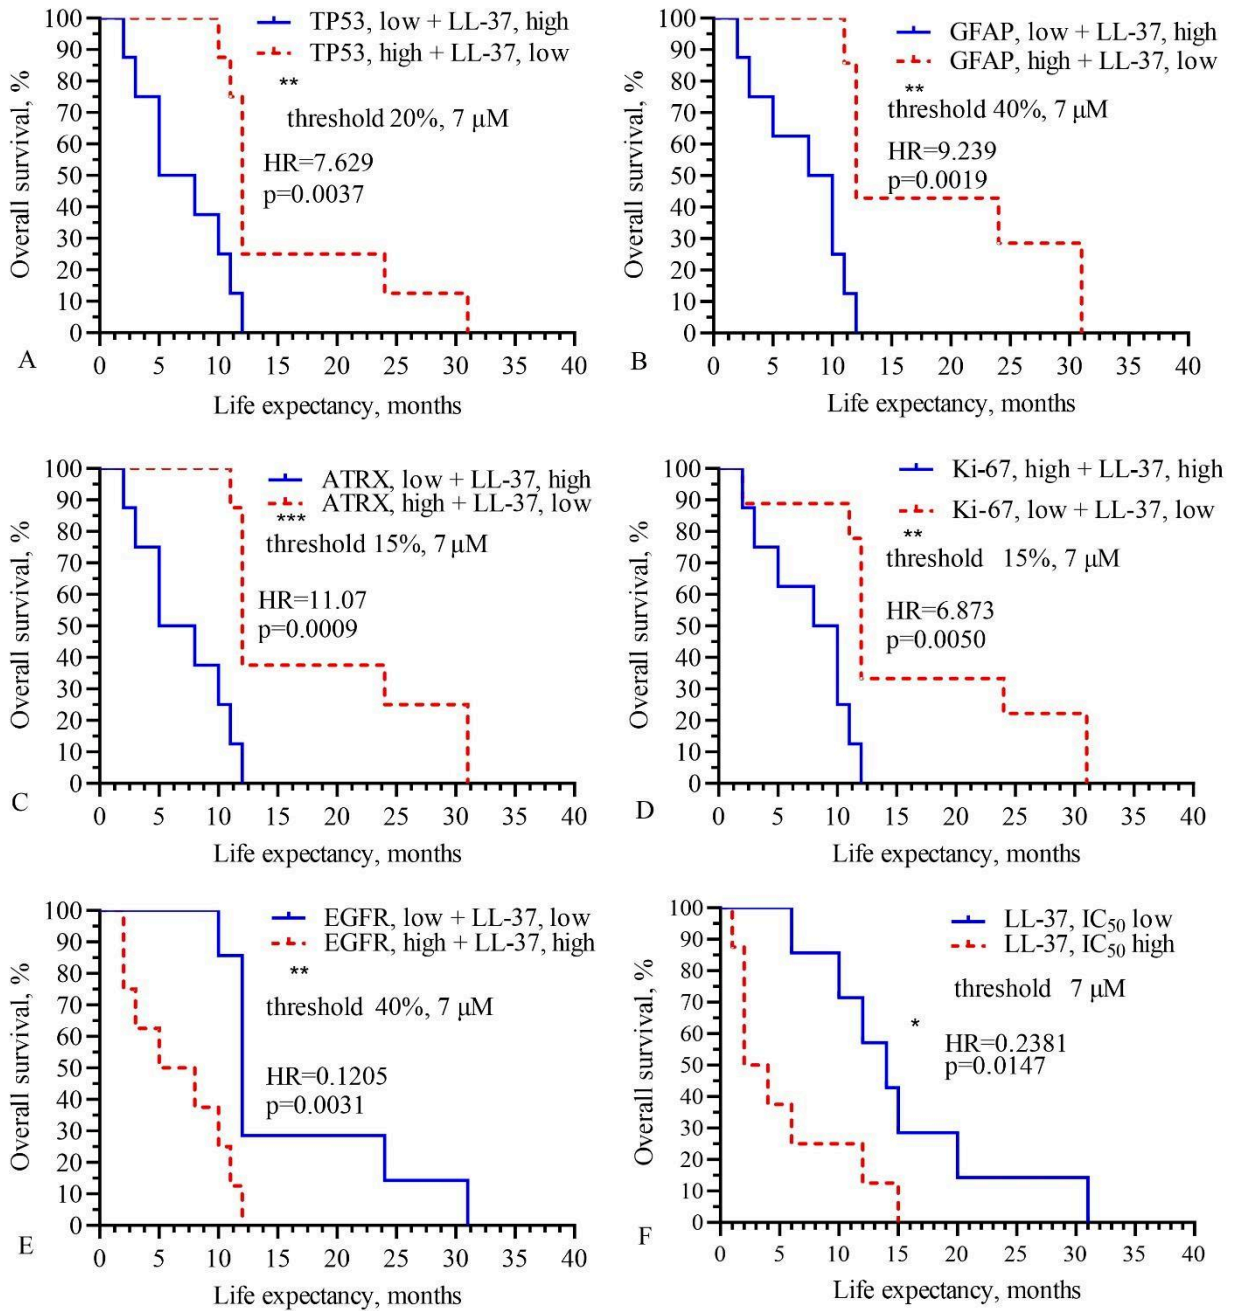 TP53, low + LL-37, high
TP53, high + LL-37, low
**
threshold 20%, 7 μM
HR=7.629
p=0.0037
Overall survival, %
100
90
80
70
60
50
40
30
20
10
0
0 5 10 15 20 25 30 35 40
A
Life expectancy, months
GFAP, low + LL-37, high
GFAP, high + LL-37, low
**
threshold 40%, 7 μM
HR=9.239
p=0.0019
Overall survival, %
100
90
80
70
60
50
40
30
20
10
0
0 5 10 15 20 25 30 35 40
B
Life expectancy, months
ATRX, low + LL-37, high
ATRX, high + LL-37, low
***
threshold 15%, 7 μM
HR=11.07
p=0.0009
Overall survival, %
100
90
80
70
60
50
40
30
20
10
0
0 5 10 15 20 25 30 35 40
C
Life expectancy, months
Ki-67, high + LL-37, high
Ki-67, low + LL-37, low
**
threshold 15%, 7 μM
HR=6.873
p=0.0050
Overall survival, %
100
90
80
70
60
50
40
30
20
10
0
0 5 10 15 20 25 30 35 40
D
Life expectancy, months
EGFR, low + LL-37, low
EGFR, high + LL-37, high
**
threshold 40%, 7 μM
HR=0.1205
p=0.0031
Overall survival, %
100
90
80
70
60
50
40
30
20
10
0
0 5 10 15 20 25 30 35 40
E
Life expectancy, months
LL-37, IC50 low
LL-37, IC50 high
threshold 7 μM
*
HR=0.2381
p=0.0147
Overall survival, %
100
90
80
70
60
50
40
30
20
10
0
0 5 10 15 20 25 30 35 40
F
Life expectancy, months